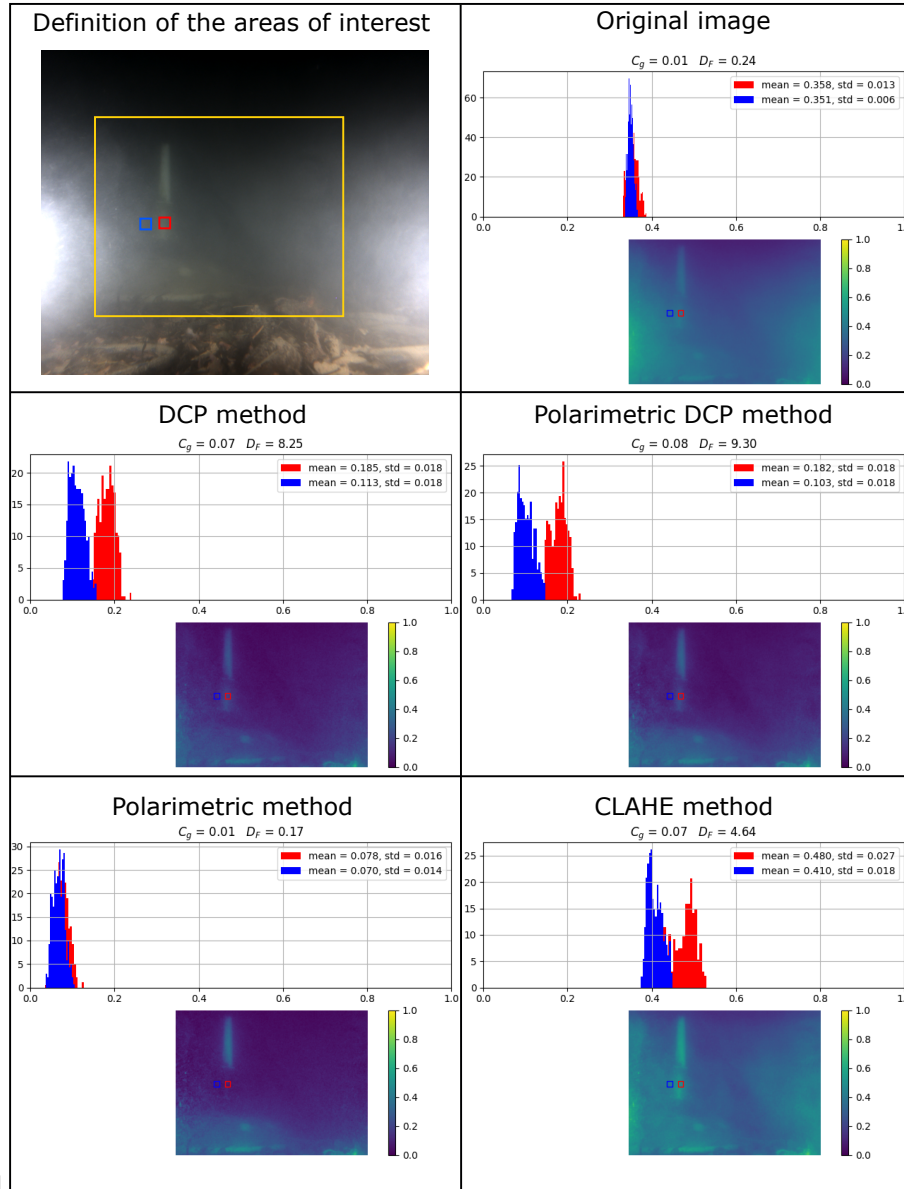 Definition of the areas of interest
Original image
C_g = 0.01 D_F = 0.24
mean = 0.358, std = 0.013
mean = 0.351, std = 0.006
60
40
20
0
0.0 0.2 0.4 0.6 0.8 1.0
1.0
0.8
0.6
0.4
0.2
0.0
DCP method
C_g = 0.07 D_F = 8.25
mean = 0.185, std = 0.018
mean = 0.113, std = 0.018
20
15
10
5
0
0.0 0.2 0.4 0.6 0.8 1.0
1.0
0.8
0.6
0.4
0.2
0.0
Polarimetric DCP method
C_g = 0.08 D_F = 9.30
mean = 0.182, std = 0.018
mean = 0.103, std = 0.018
25
20
15
10
5
0
0.0 0.2 0.4 0.6 0.8 1.0
1.0
0.8
0.6
0.4
0.2
0.0
Polarimetric method
C_g = 0.01 D_F = 0.17
mean = 0.078, std = 0.016
mean = 0.070, std = 0.014
30
25
20
15
10
5
0
0.0 0.2 0.4 0.6 0.8 1.0
1.0
0.8
0.6
0.4
0.2
0.0
CLAHE method
C_g = 0.07 D_F = 4.64
mean = 0.480, std = 0.027
mean = 0.410, std = 0.018
25
20
15
10
5
0
0.0 0.2 0.4 0.6 0.8 1.0
1.0
0.8
0.6
0.4
0.2
0.0